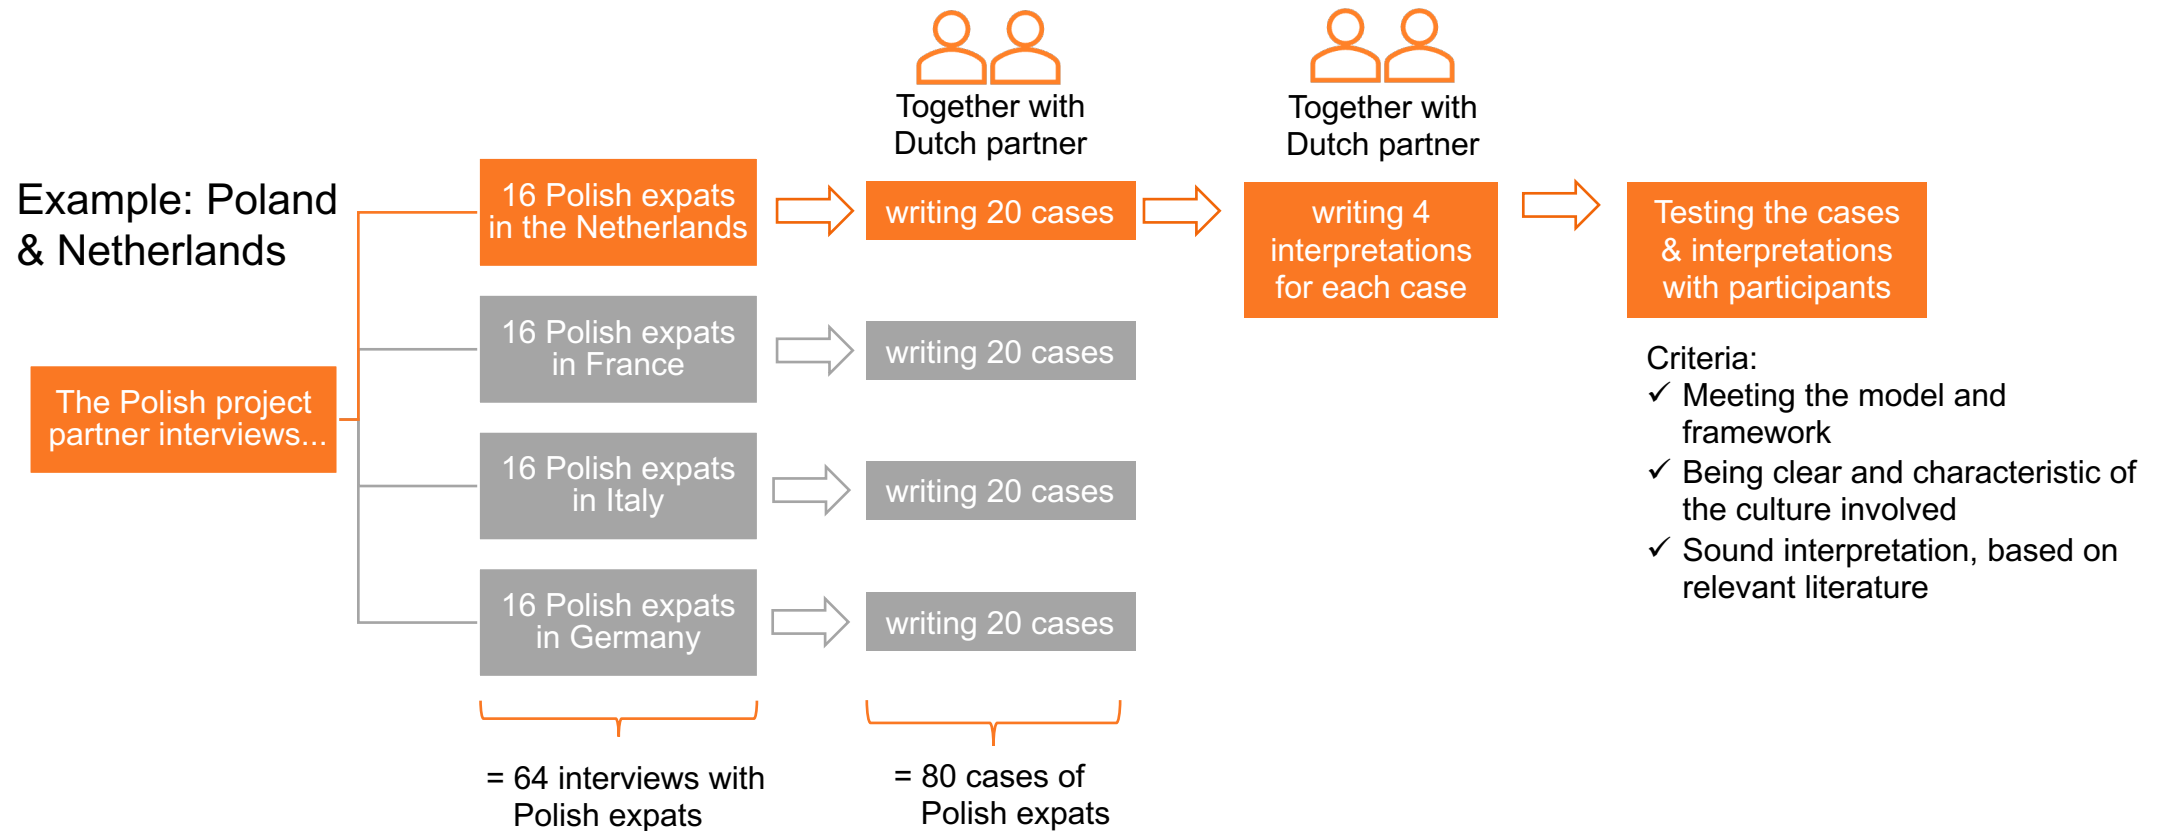 Example: Poland
& Netherlands
The Polish project
partner interviews...
16 Polish expats
in the Netherlands
16 Polish expats
in France
16 Polish expats
in Italy
16 Polish expats
in Germany
= 64 interviews with
Polish expats
Together with
Dutch partner
writing 20 cases
writing 20 cases
writing 20 cases
writing 20 cases
= 80 cases of
Polish expats
Together with
Dutch partner
writing 4
interpretations
for each case
Testing the cases
& interpretations
with participants
Criteria:
✓ Meeting the model and
framework
✓ Being clear and characteristic of
the culture involved
✓ Sound interpretation, based on
relevant literature